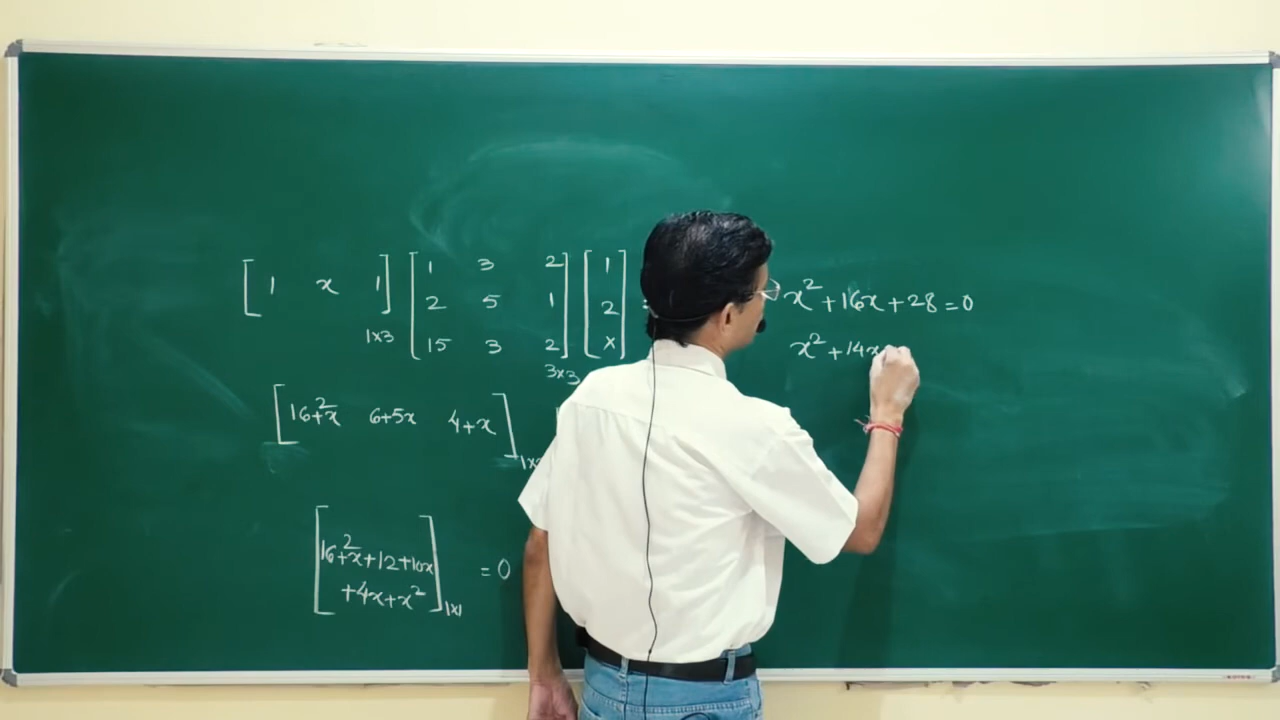 [1 x 1]1x3 [1 3 2
2 5 1
15 3 2]3x3 [1
2
x] =
[16+2x 6+5x 4+x]
[16+2x+12+10x
+4x+x²]1x1 =0
x²+16x+28=0
x²+14x